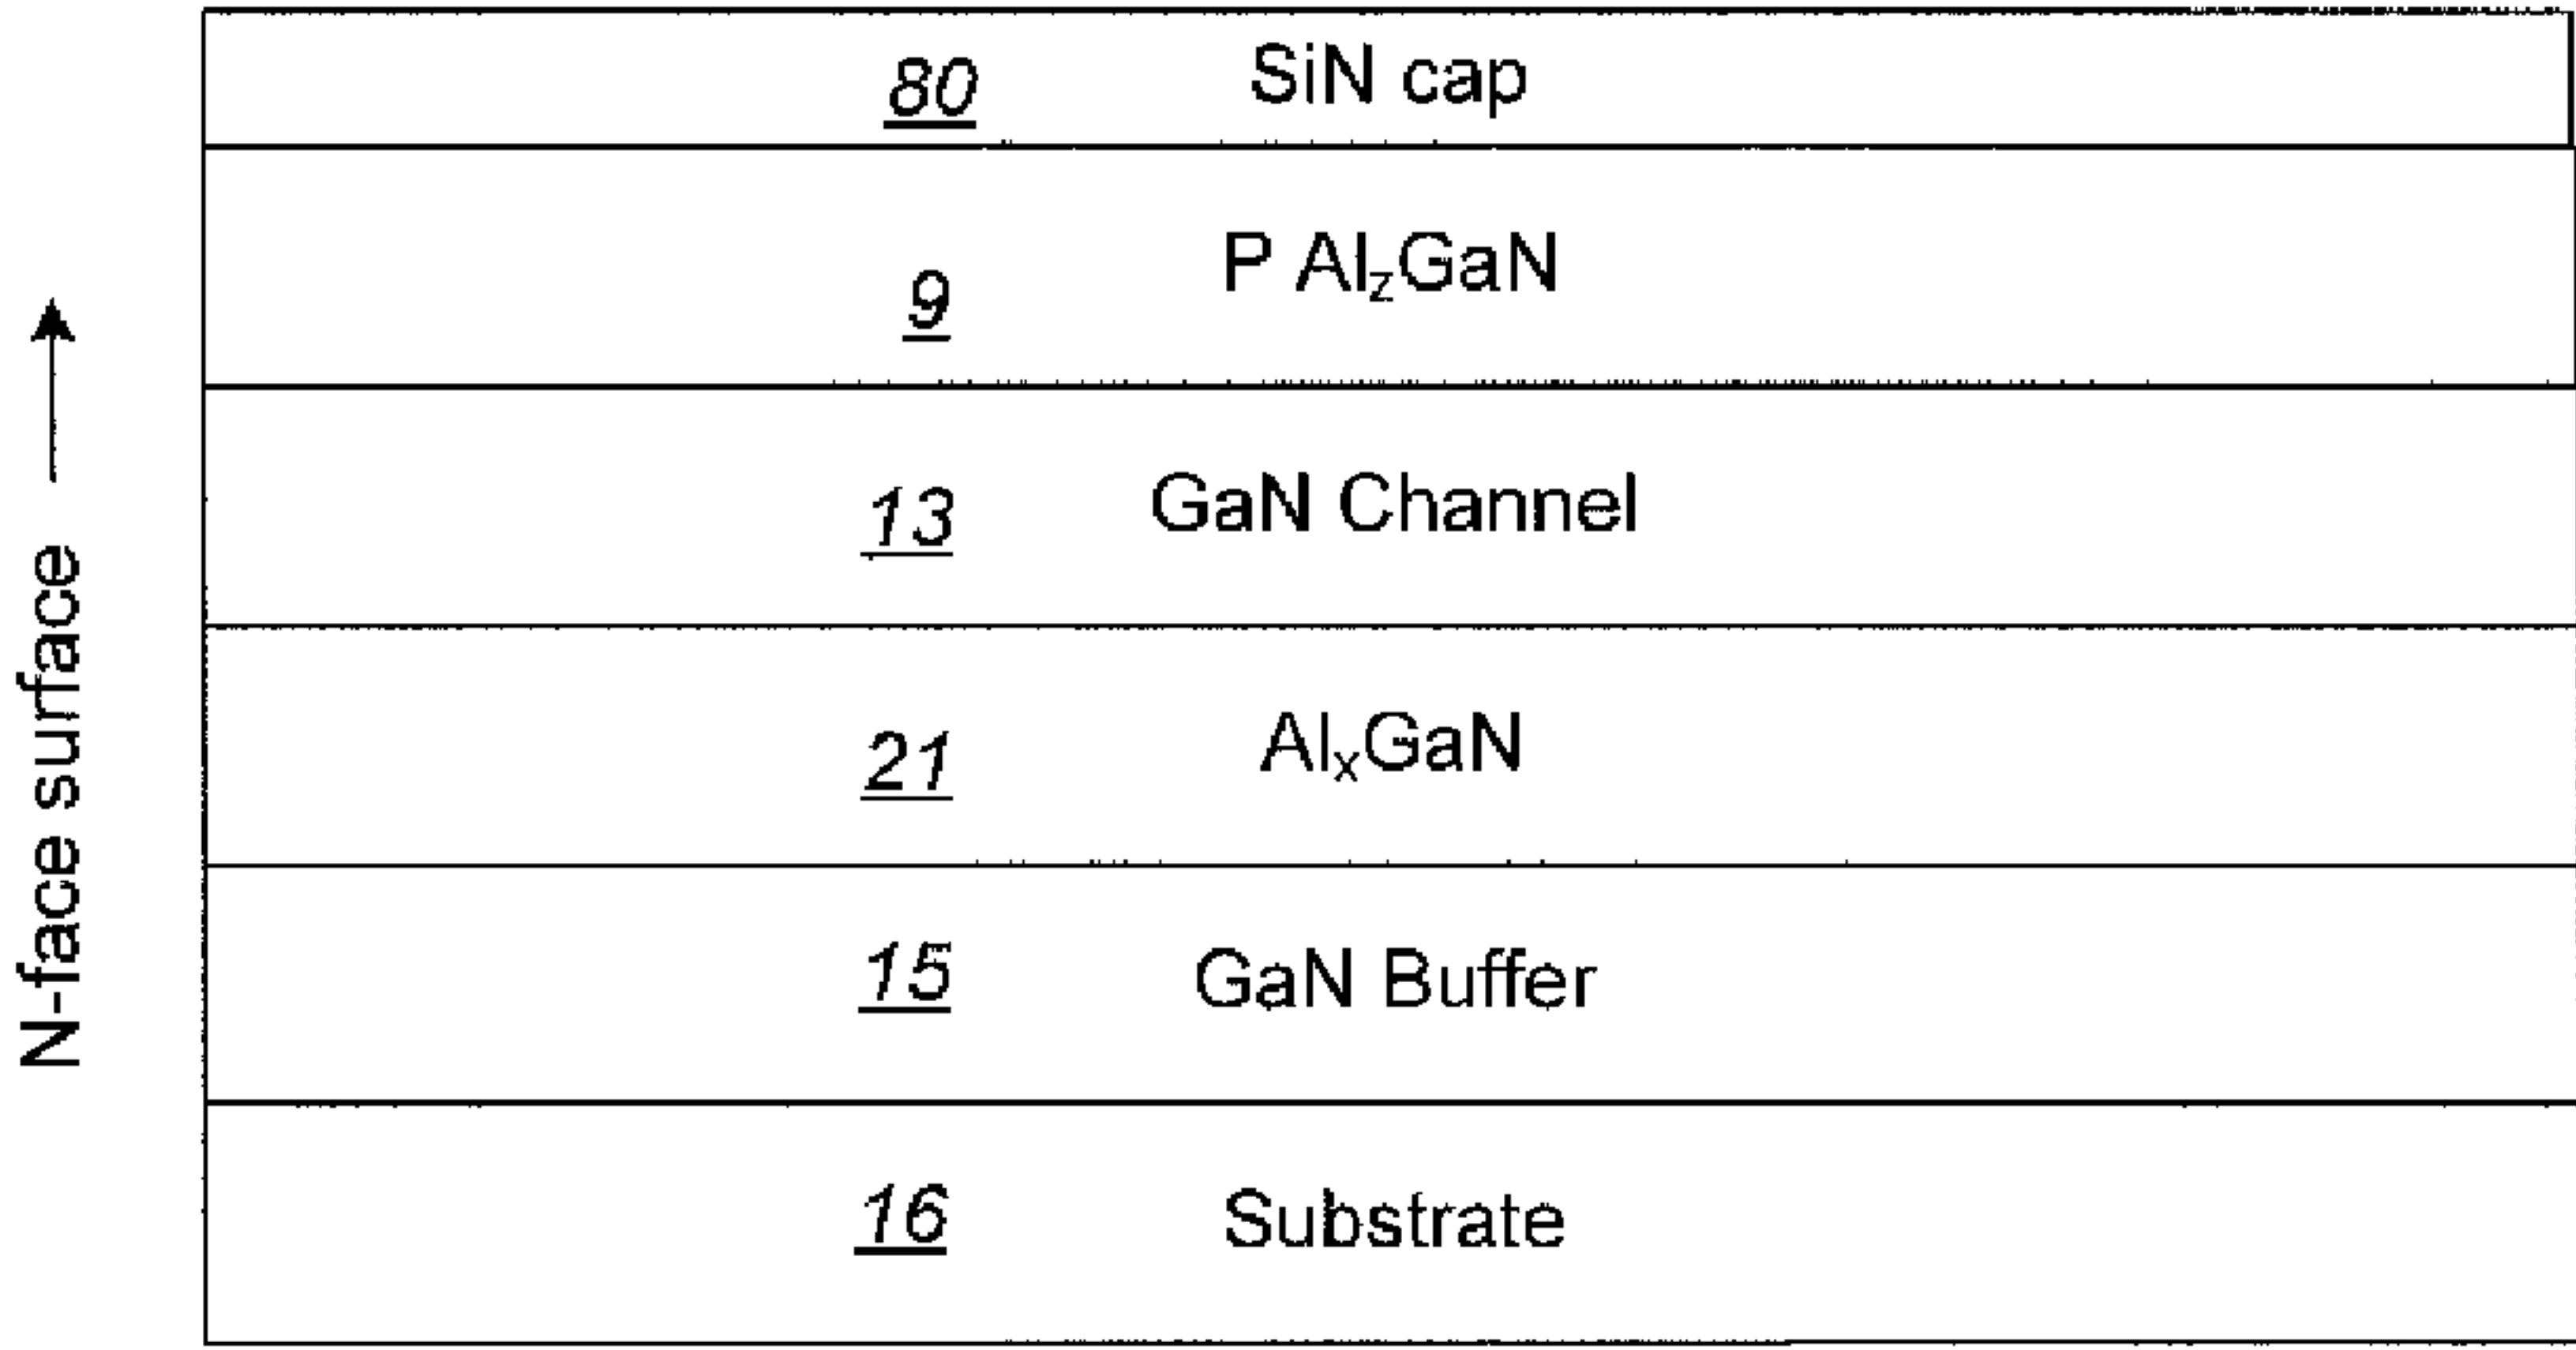 80 SiN cap
9 P AlzGaN
13 GaN Channel
21 AlxGaN
15 GaN Buffer
16 Substrate
N-face surface